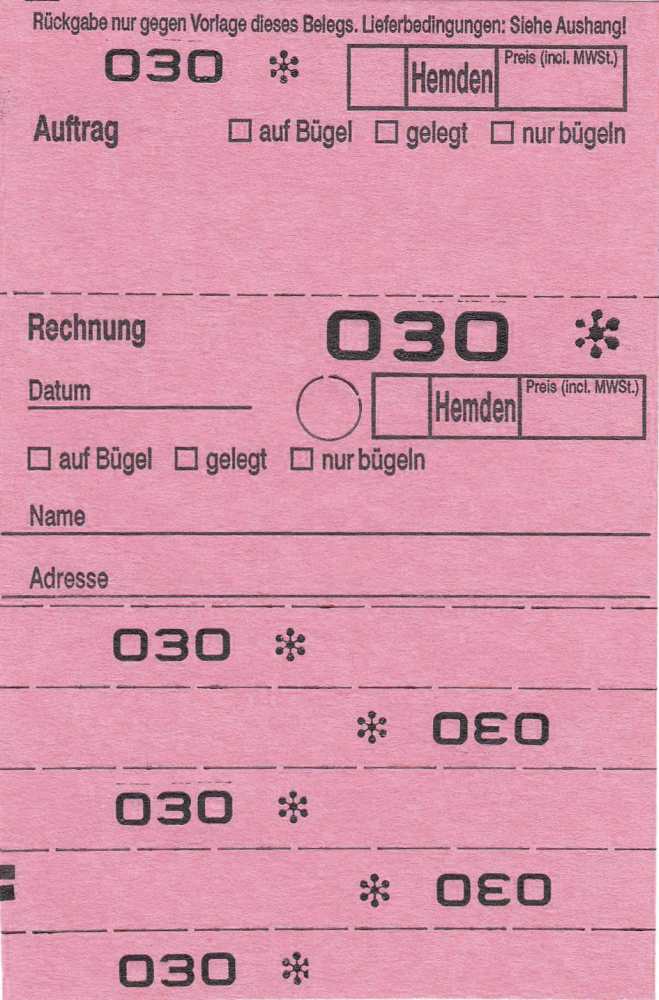 Rückgabe nur gegen Vorlage dieses Belegs. Lieferbedingungen: Siehe Aushang!
030 * Hemden Preis (incl. MWSt.)
Auftrag □ auf Bügel □ gelegt □ nur bügeln
Rechnung 030 *
Datum Hemden Preis (incl. MWSt.)
□ auf Bügel □ gelegt □ nur bügeln
Name
Adresse
030 *
030 *
030 *
030 *
030 *